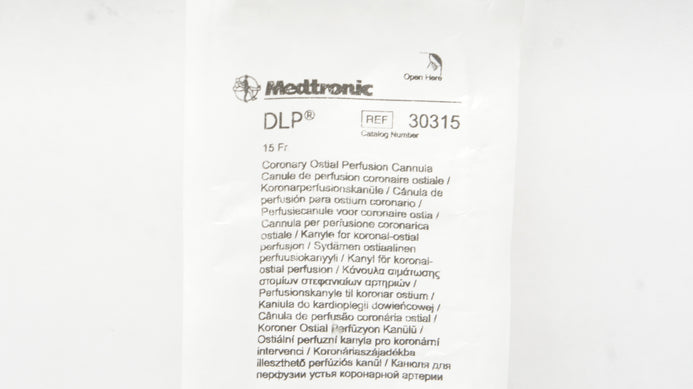 Open Here
Medtronic
DLP®
REF 30315
Catalog Number
15 Fr
Coronary Ostial Perfusion Cannula
Canule de perfusion coronaire ostiale /
Koronarperfusionskanüle / Cánula de
perfusión para ostium coronario /
Perfusiecanule voor coronaire ostia /
Cannula per perfusione coronarica
ostiale / Kanyle for koronal-ostial
perfusjon / Sydämen ostiaalinen
perfuusiokanyyli / Kanyl för koronal-
ostial perfusion / Κάνουλα αιμάτωσης
στομίων στεφανιαίων αρτηριών /
Perfusionskanyle til koronar ostium /
Kaniula do kardioplegii dowieńcowej /
Cânula de perfusão coronária ostial /
Koroner Ostial Perfüzyon Kanülü /
Ostiální perfuzní kanyla pro koronámí
intervenci / Koronáriaszájadékba
illeszthető perfúziós kanül / Канюля для
перфузии устья коронарной артерии